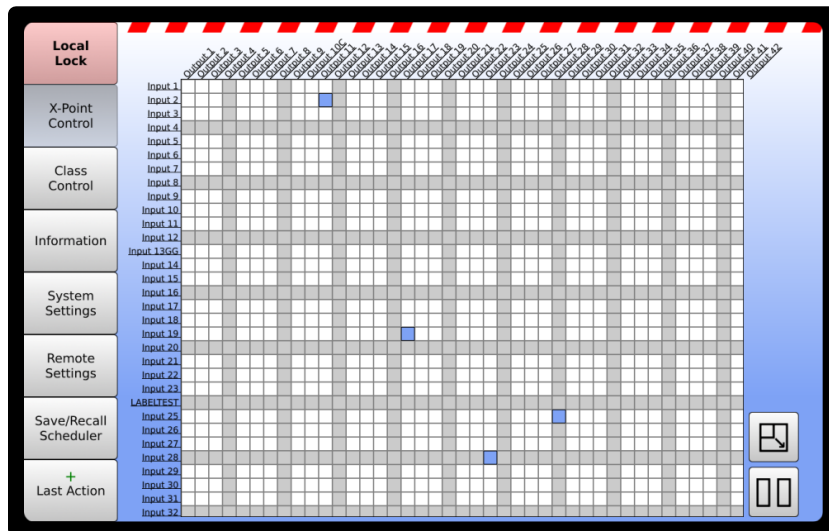 Local
Lock
X-Point
Control
Class
Control
Information
System
Settings
Remote
Settings
Save/Recall
Scheduler
+
Last Action
Output 1
Output 2
Output 3
Output 4
Output 5
Output 6
Output 7
Output 8
Output 9
Output 10C
Output 11
Output 12
Output 13
Output 14
Output 15
Output 16
Output 17
Output 18
Output 19
Output 20
Output 21
Output 22
Output 23
Output 24
Output 25
Output 26
Output 27
Output 28
Output 29
Output 30
Output 31
Output 32
Output 33
Output 34
Output 35
Output 36
Output 37
Output 38
Output 39
Output 40
Output 41
Output 42
Input 1
Input 2
Input 3
Input 4
Input 5
Input 6
Input 7
Input 8
Input 9
Input 10
Input 11
Input 12
Input 13GG
Input 14
Input 15
Input 16
Input 17
Input 18
Input 19
Input 20
Input 21
Input 22
Input 23
LABELTEST
Input 25
Input 26
Input 27
Input 28
Input 29
Input 30
Input 31
Input 32